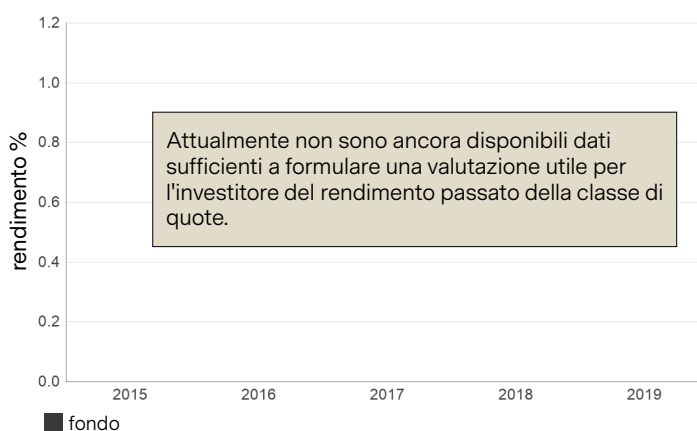 1.2
1.0
0.8
0.6
0.4
0.2
0.0
rendimento %
Attualmente non sono ancora disponibili dati
sufficienti a formulare una valutazione utile per
l'investitore del rendimento passato della classe di
quote.
2015 2016 2017 2018 2019
fondo